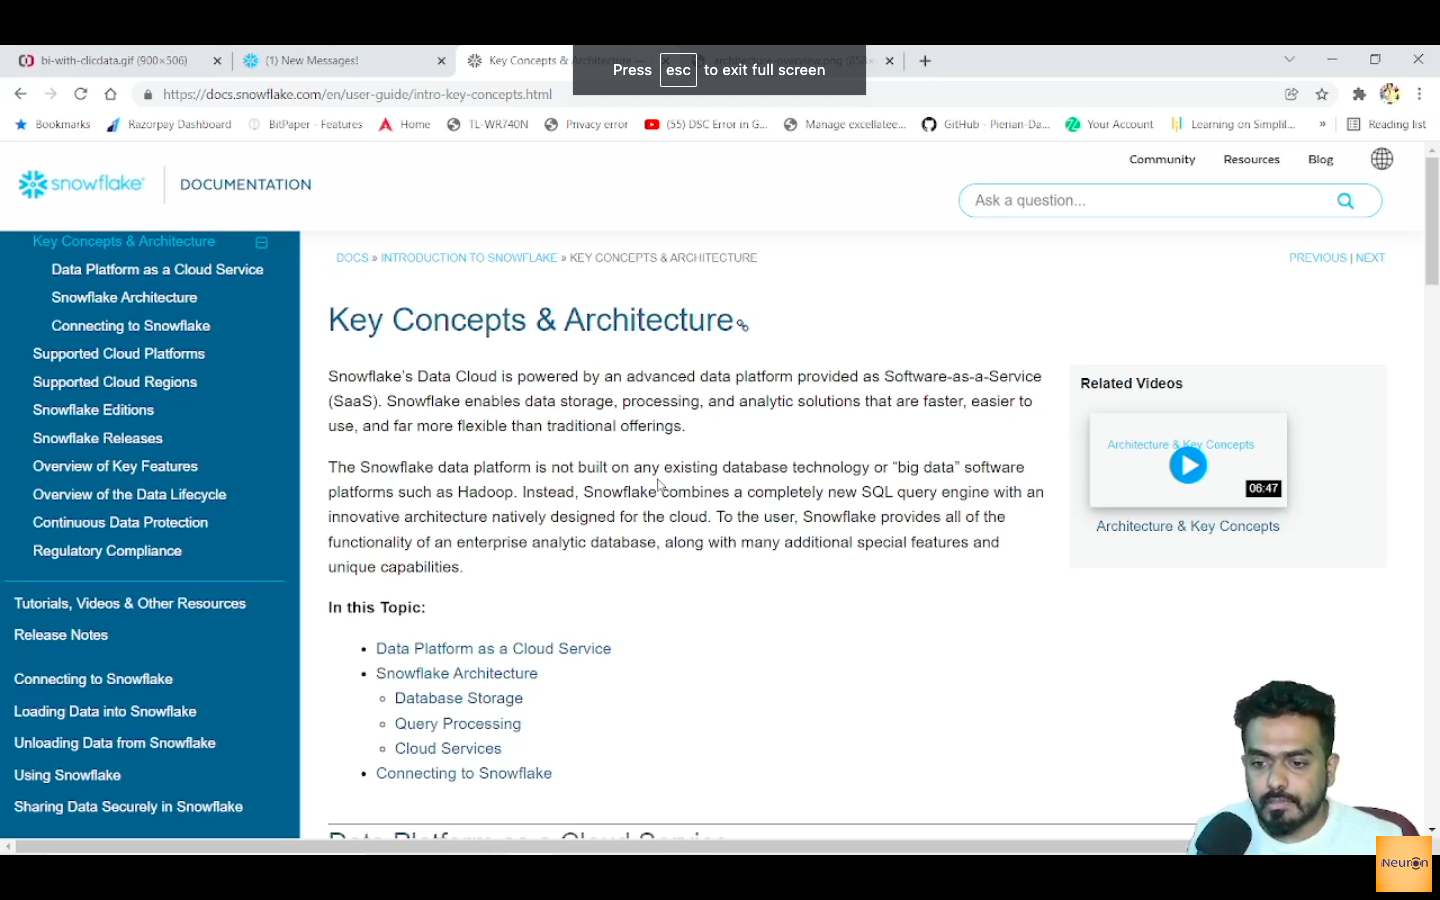 bi-with-clicdata.gif (900×506)
(1) New Messages!
Key Concepts & Architecture
Press esc to exit full screen
https://docs.snowflake.com/en/user-guide/intro-key-concepts.html
Bookmarks
Razorpay Dashboard
BitPaper - Features
Home
TL-WR740N
Privacy error
(55) DSC Error in G...
Manage excellatee...
GitHub - Pierian-Da...
Your Account
Learning on Simplil...
»
Reading list
snowflake
DOCUMENTATION
Community
Resources
Blog
Ask a question...
Key Concepts & Architecture
Data Platform as a Cloud Service
Snowflake Architecture
Connecting to Snowflake
Supported Cloud Platforms
Supported Cloud Regions
Snowflake Editions
Snowflake Releases
Overview of Key Features
Overview of the Data Lifecycle
Continuous Data Protection
Regulatory Compliance
Tutorials, Videos & Other Resources
Release Notes
Connecting to Snowflake
Loading Data into Snowflake
Unloading Data from Snowflake
Using Snowflake
Sharing Data Securely in Snowflake
DOCS » INTRODUCTION TO SNOWFLAKE » KEY CONCEPTS & ARCHITECTURE
PREVIOUS | NEXT
Key Concepts & Architecture
Snowflake's Data Cloud is powered by an advanced data platform provided as Software-as-a-Service
(SaaS). Snowflake enables data storage, processing, and analytic solutions that are faster, easier to
use, and far more flexible than traditional offerings.
The Snowflake data platform is not built on any existing database technology or “big data” software
platforms such as Hadoop. Instead, Snowflake combines a completely new SQL query engine with an
innovative architecture natively designed for the cloud. To the user, Snowflake provides all of the
functionality of an enterprise analytic database, along with many additional special features and
unique capabilities.
In this Topic:
• Data Platform as a Cloud Service
• Snowflake Architecture
◦ Database Storage
◦ Query Processing
◦ Cloud Services
• Connecting to Snowflake
Data Platform as a Cloud Service
Related Videos
Architecture & Key Concepts
06:47
Architecture & Key Concepts
iNeuron